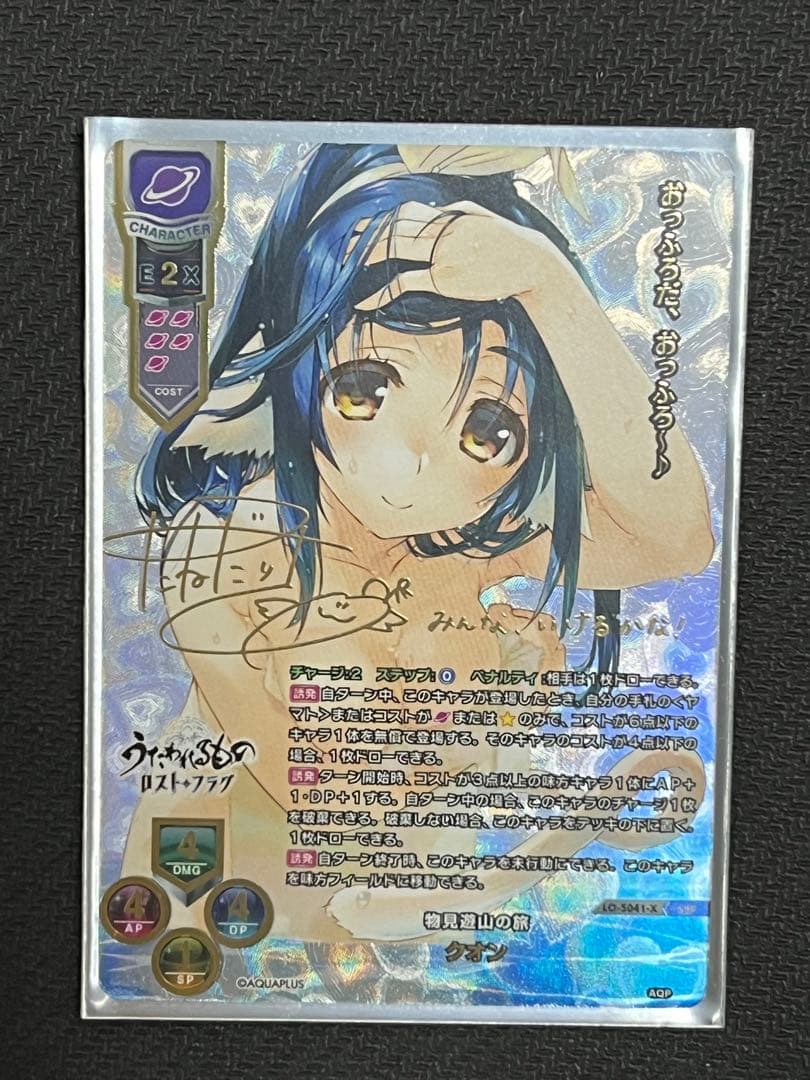 CHARACTER
E 2 X
COST
おっふろだ、おっふろ〜♪
たねだりさ
みんな、いけるかな!
チャージ:2 ステップ:0 ペナルティ:相手は1枚ドローできる。
誘発 自ターン中、このキャラが登場したとき、自分の手札の<ヤ
マト>またはコストが または のみで、コストが6点以下の
キャラ1体を無償で登場する。そのキャラのコストが4点以下の
場合、1枚ドローできる。
誘発 ターン開始時、コストが3点以上の味方キャラ1体にAP+
1・DP+1する。自ターン中の場合、このキャラのチャージ1枚
を破棄できる。破棄しない場合、このキャラをデッキの下に置く。
1枚ドローできる。
誘発 自ターン終了時、このキャラを未行動にできる。このキャラ
を味方フィールドに移動できる。
うたわれるもの
ロスト・フラグ
4
DMG
4
AP
4
DP
1
SP
LO-5041-X
物見遊山の旅
クオン
©AQUAPLUS
AQP